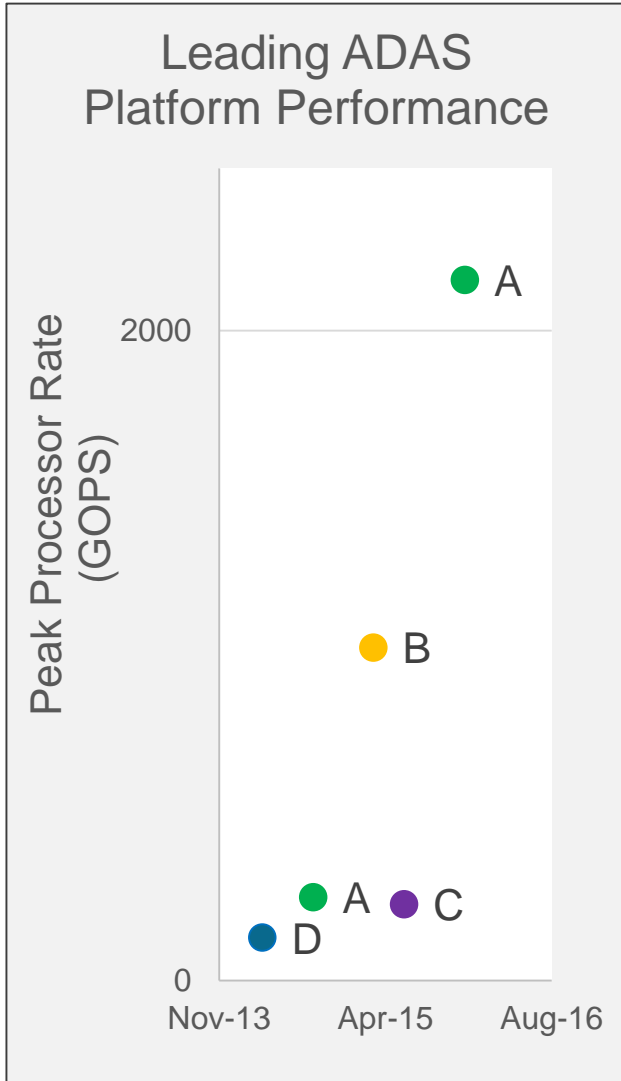 Leading ADAS
Platform Performance
Peak Processor Rate
(GOPS)
2000
0
A
B
A
C
D
Nov-13
Apr-15
Aug-16